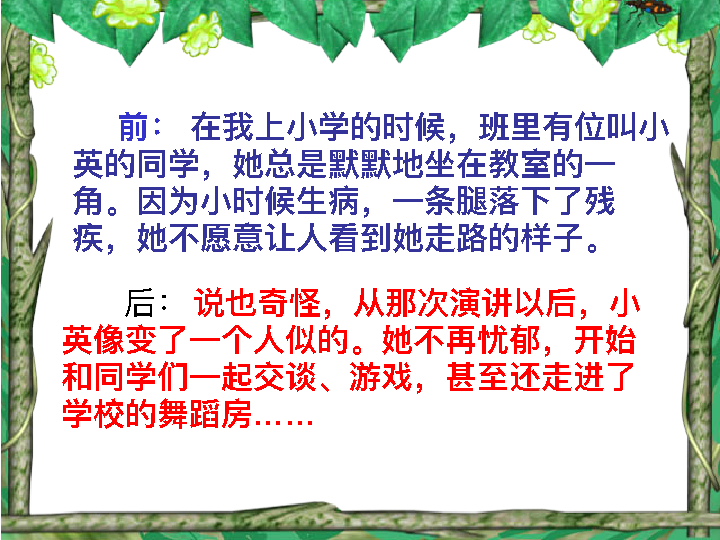 前： 在我上小学的时候，班里有位叫小
英的同学，她总是默默地坐在教室的一
角。因为小时候生病，一条腿落下了残
疾，她不愿意让人看到她走路的样子。
后： 说也奇怪，从那次演讲以后，小
英像变了一个人似的。她不再忧郁，开始
和同学们一起交谈、游戏，甚至还走进了
学校的舞蹈房……